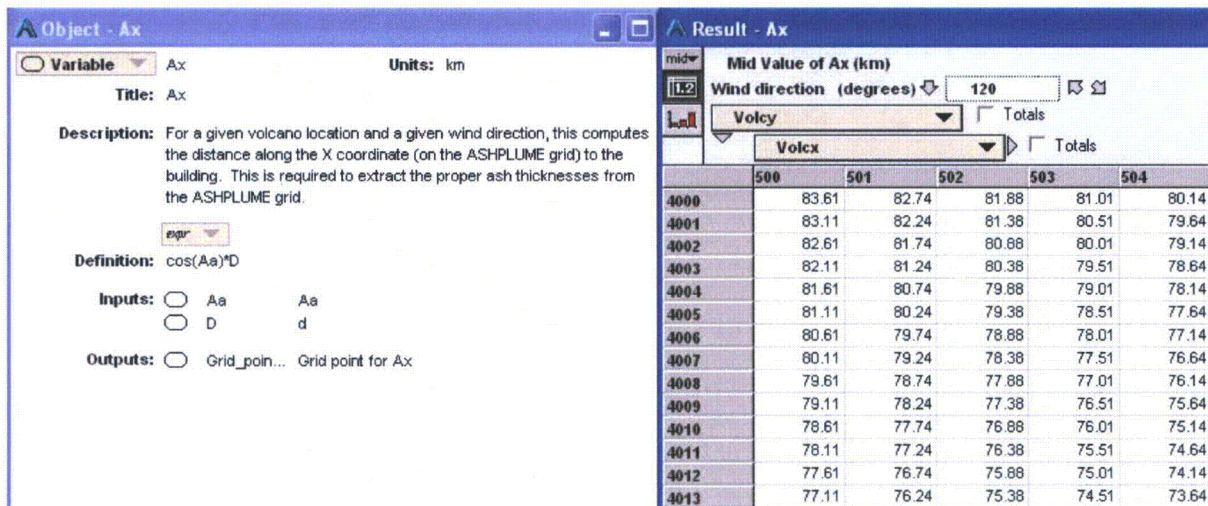 Object - Ax
Variable Ax Units: km
Title: Ax
Description: For a given volcano location and a given wind direction, this computes
the distance along the X coordinate (on the ASHPLUME grid) to the
building. This is required to extract the proper ash thicknesses from
the ASHPLUME grid.
expr
Definition: cos(Aa)*D
Inputs: Aa Aa
D d
Outputs: Grid_poin... Grid point for Ax
Result - Ax
mid Mid Value of Ax (km)
1.2 Wind direction (degrees) 120
Volcy Totals
Volcx Totals
500 501 502 503 504
4000 83.61 82.74 81.88 81.01 80.14
4001 83.11 82.24 81.38 80.51 79.64
4002 82.61 81.74 80.88 80.01 79.14
4003 82.11 81.24 80.38 79.51 78.64
4004 81.61 80.74 79.88 79.01 78.14
4005 81.11 80.24 79.38 78.51 77.64
4006 80.61 79.74 78.88 78.01 77.14
4007 80.11 79.24 78.38 77.51 76.64
4008 79.61 78.74 77.88 77.01 76.14
4009 79.11 78.24 77.38 76.51 75.64
4010 78.61 77.74 76.88 76.01 75.14
4011 78.11 77.24 76.38 75.51 74.64
4012 77.61 76.74 75.88 75.01 74.14
4013 77.11 76.24 75.38 74.51 73.64